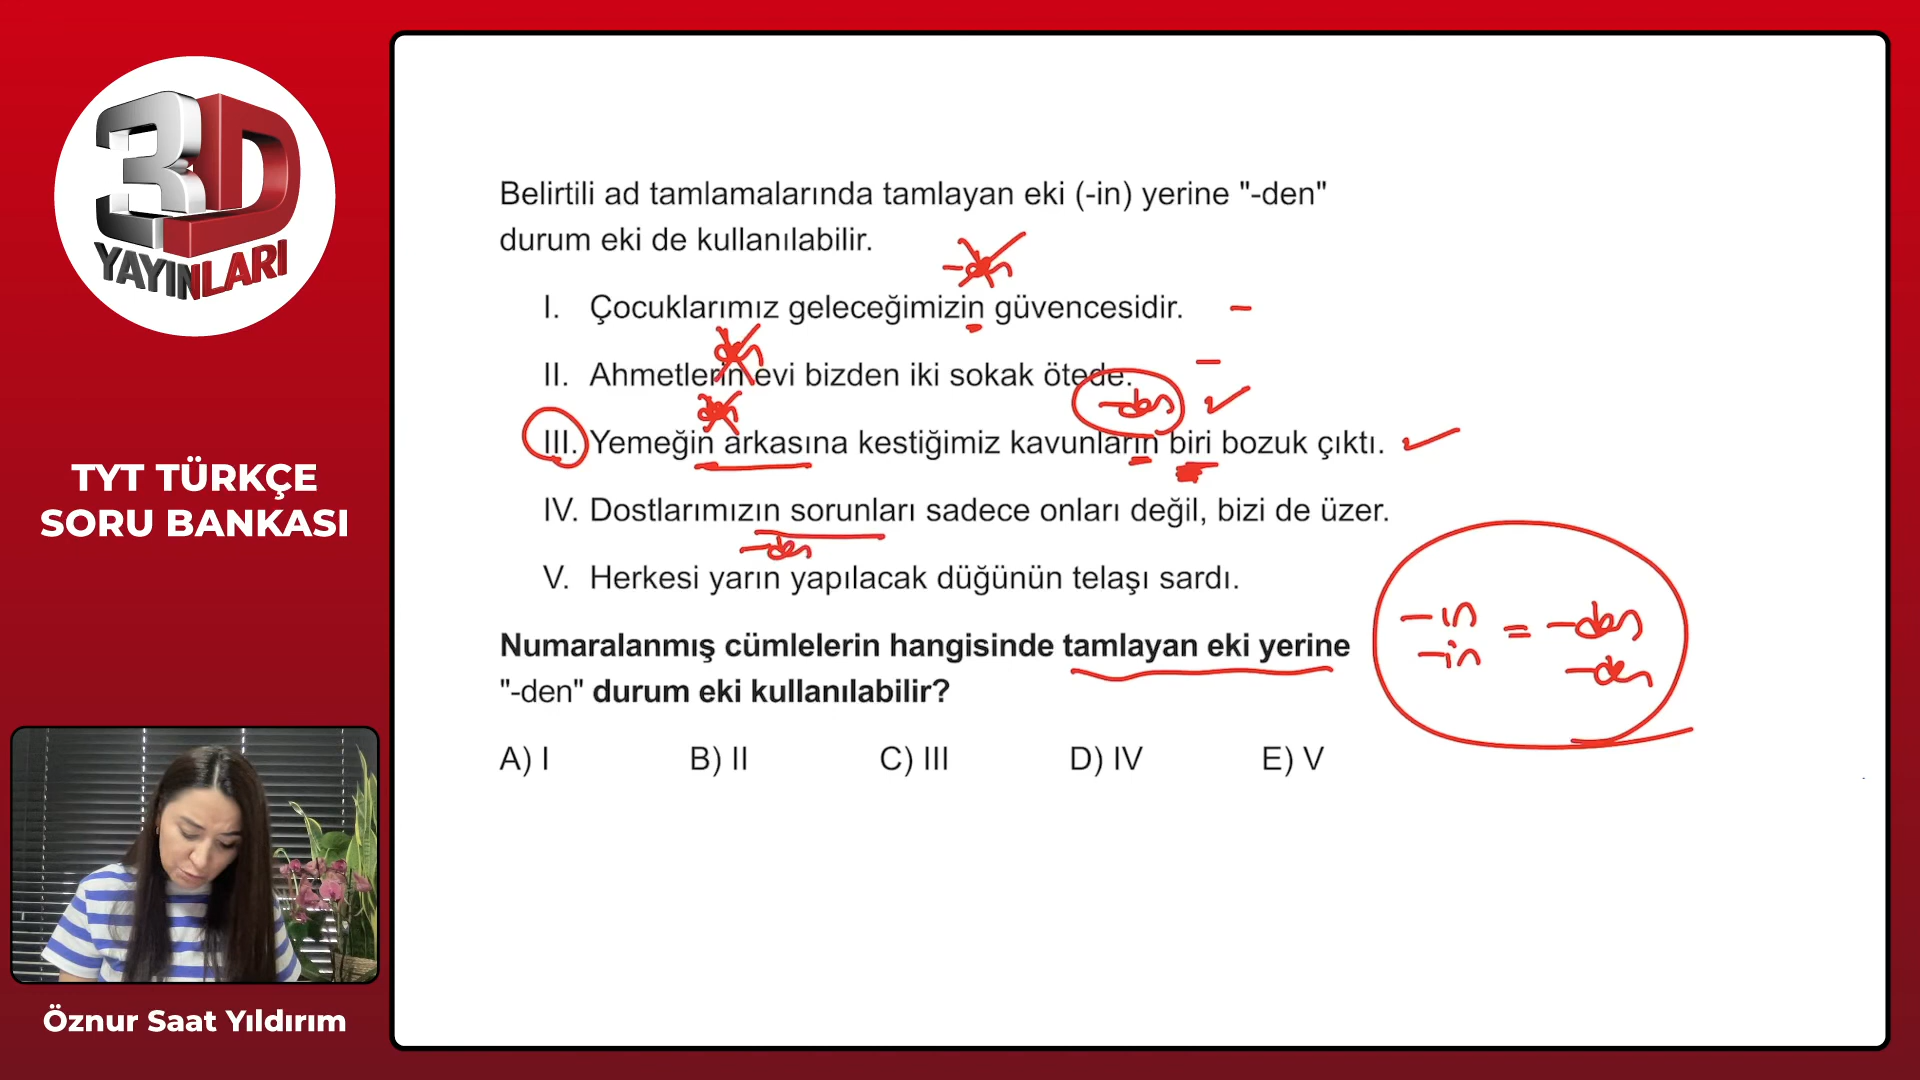 3D
YAYINLARI
TYT TÜRKÇE
SORU BANKASI
Öznur Saat Yıldırım
Belirtili ad tamlamalarında tamlayan eki (-in) yerine "-den"
durum eki de kullanılabilir.
-den
I. Çocuklarımız geleceğimizin güvencesidir. -
den
II. Ahmetlerin evi bizden iki sokak ötede. -
den
-den
III. Yemeğin arkasına kestiğimiz kavunların biri bozuk çıktı.
IV. Dostlarımızın sorunları sadece onları değil, bizi de üzer.
-den
V. Herkesi yarın yapılacak düğünün telaşı sardı.
Numaralanmış cümlelerin hangisinde tamlayan eki yerine
"-den" durum eki kullanılabilir?
A) I B) II C) III D) IV E) V
-ın = -dan
-in -den